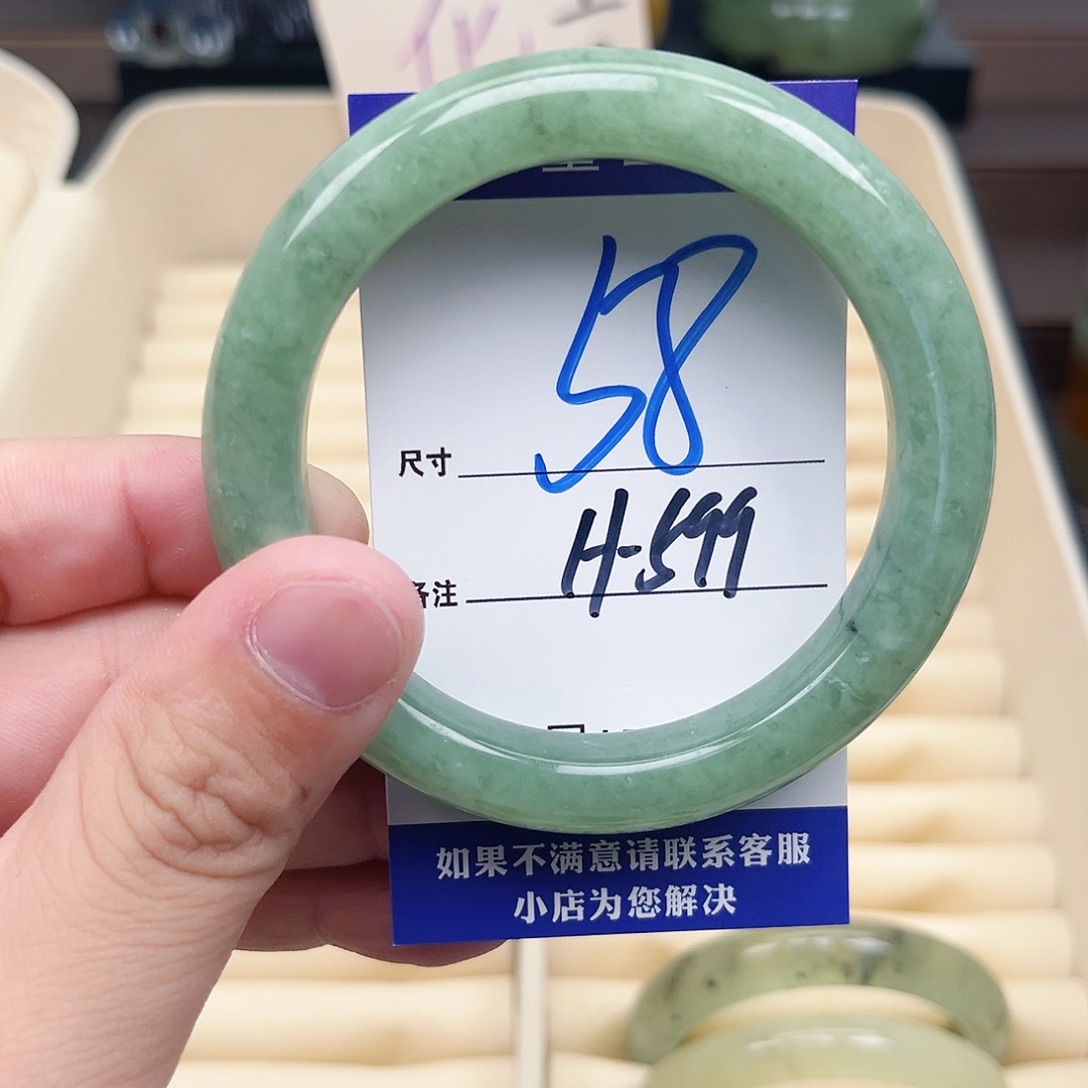 58
尺寸
H-599
备注
如果不满意请联系客服
小店为您解决